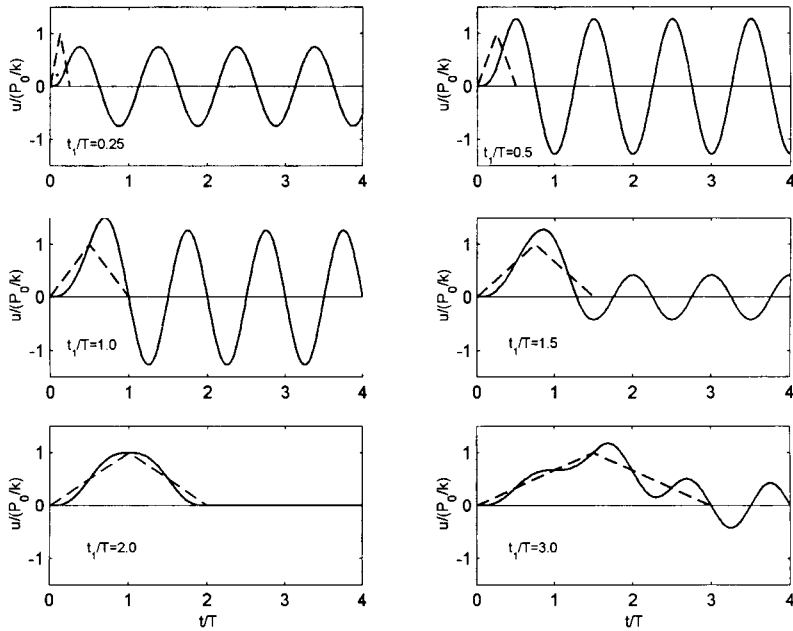 u/(P₀/k)
1
0
-1
t₁/T=0.25
0 1 2 3 4
u/(P₀/k)
1
0
-1
t₁/T=0.5
0 1 2 3 4
u/(P₀/k)
1
0
-1
t₁/T=1.0
0 1 2 3 4
u/(P₀/k)
1
0
-1
t₁/T=1.5
0 1 2 3 4
u/(P₀/k)
1
0
-1
t₁/T=2.0
0 1 2 3 4
t/T
u/(P₀/k)
1
0
-1
t₁/T=3.0
0 1 2 3 4
t/T